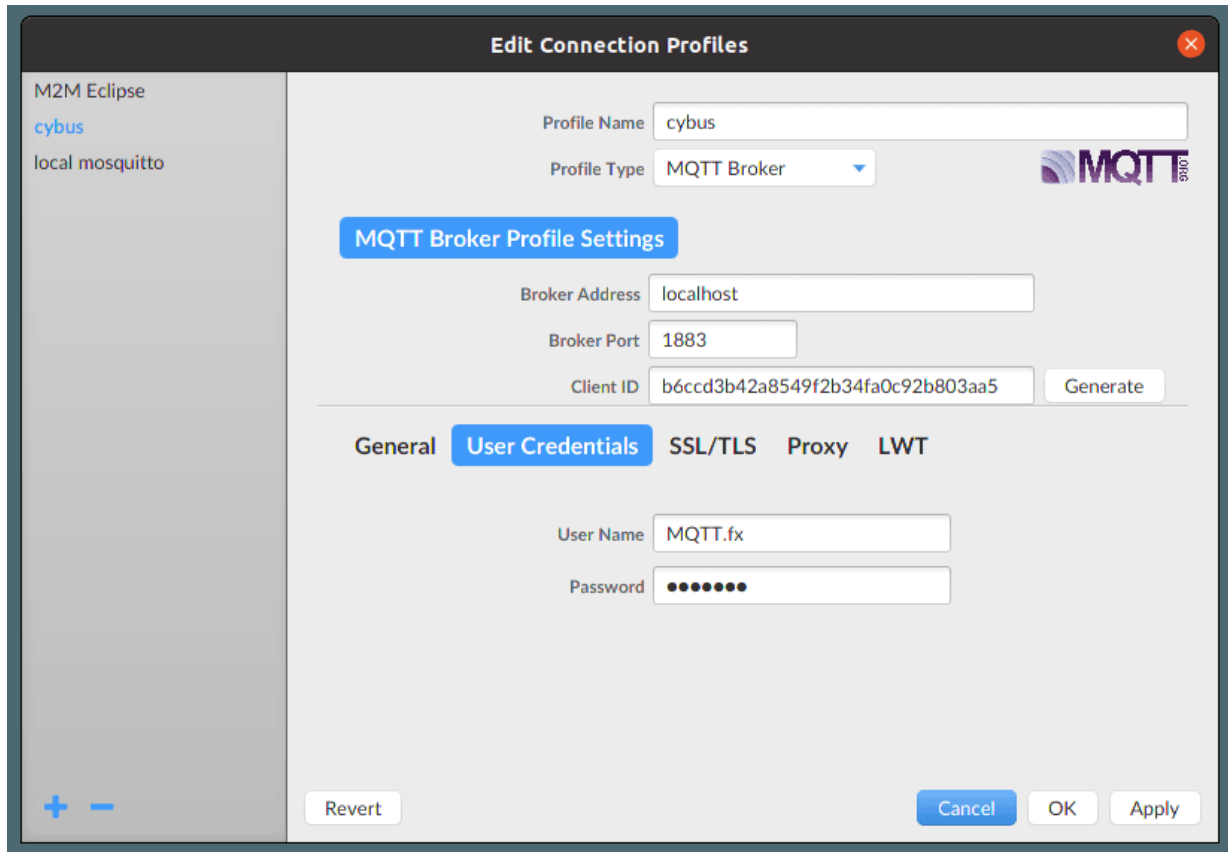 Edit Connection Profiles
M2M Eclipse
cybus
local mosquitto
Profile Name cybus
Profile Type MQTT Broker
MQTT.ORG
MQTT Broker Profile Settings
Broker Address localhost
Broker Port 1883
Client ID b6ccd3b42a8549f2b34fa0c92b803aa5 Generate
General User Credentials SSL/TLS Proxy LWT
User Name MQTT.fx
Password •••••••
Revert Cancel OK Apply